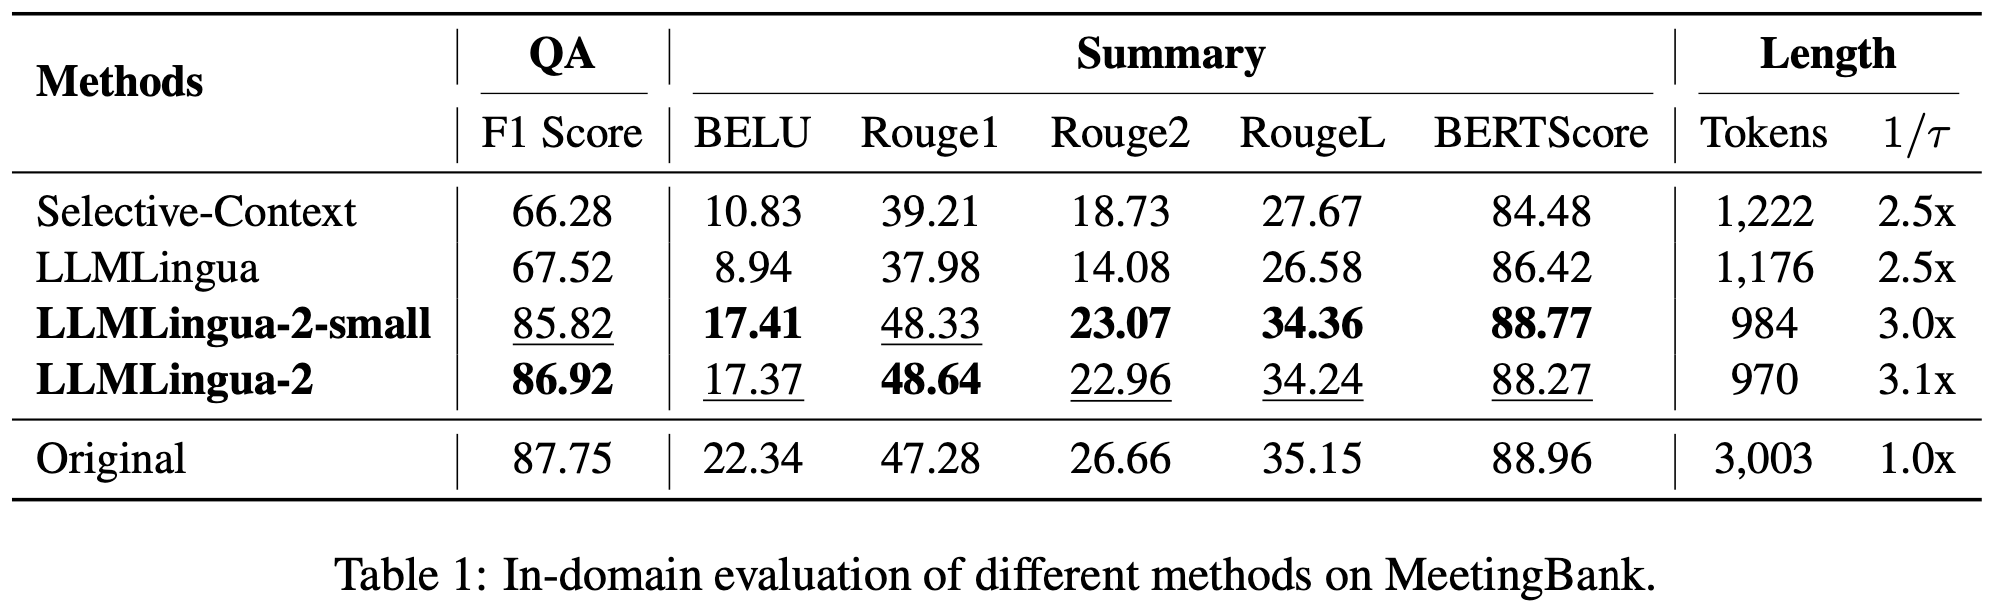 Methods QA Summary Length
F1 Score BELU Rouge1 Rouge2 RougeL BERTScore Tokens 1/τ
Selective-Context 66.28 10.83 39.21 18.73 27.67 84.48 1,222 2.5x
LLMLingua 67.52 8.94 37.98 14.08 26.58 86.42 1,176 2.5x
LLMLingua-2-small 85.82 17.41 48.33 23.07 34.36 88.77 984 3.0x
LLMLingua-2 86.92 17.37 48.64 22.96 34.24 88.27 970 3.1x
Original 87.75 22.34 47.28 26.66 35.15 88.96 3,003 1.0x
Table 1: In-domain evaluation of different methods on MeetingBank.